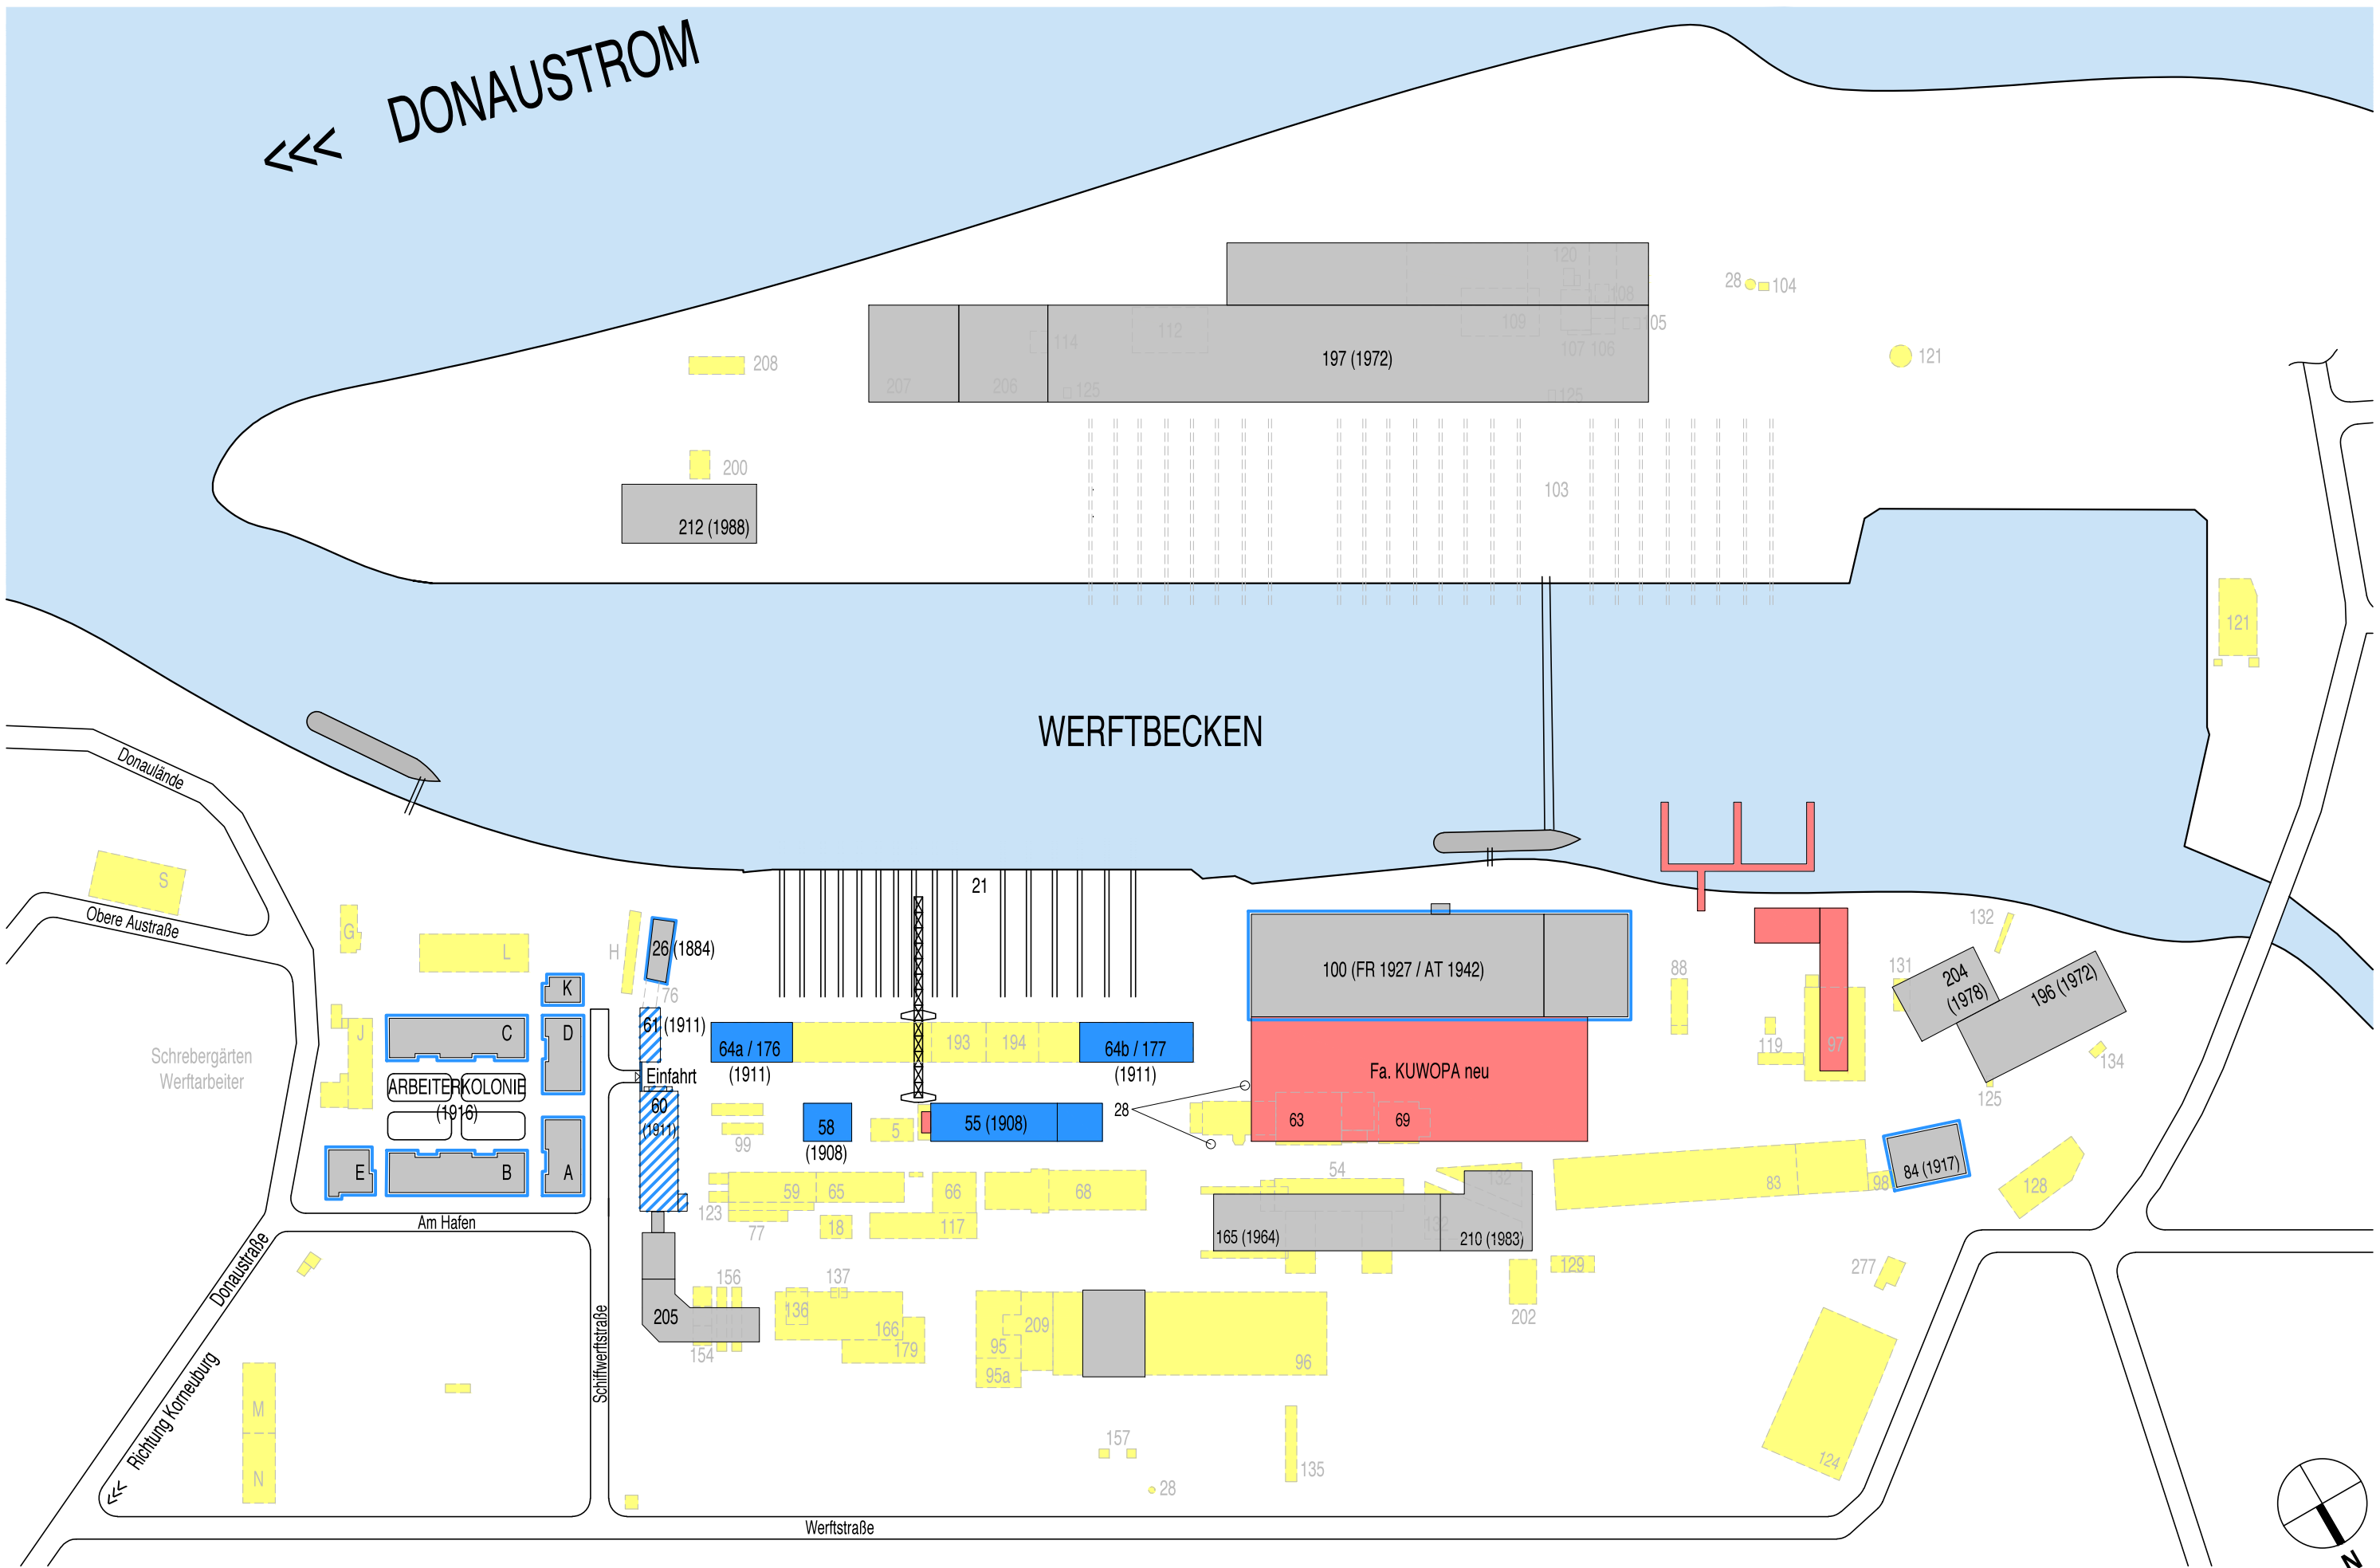 <<< DONAUSTROM
120
28
104
108
109
105
112
114
107 106
197 (1972)
121
208
207
206
125
125
200
103
212 (1988)
121
WERFTBECKEN
Donaulände
S
Obere Austraße
21
G
L
H
26 (1884)
K
76
100 (FR 1927 / AT 1942)
88
132
131
204
(1978)
196 (1972)
C
D
J
61 (1911)
64a / 176
(1911)
193
194
64b / 177
(1911)
119
97
134
Schrebergärten
Werftarbeiter
Einfahrt
Fa. KUWOPA neu
125
ARBEITERKOLONIE
(1916)
60
(1911)
28
58
(1908)
5
55 (1908)
63
69
99
E
B
A
59
65
66
68
54
132
83
98
84 (1917)
128
123
77
18
117
132
165 (1964)
210 (1983)
Am Hafen
Donaustraße
129
277
156
137
136
205
166
179
154
209
95
95a
96
202
Schiffwerftstraße
<<< Richtung Korneuburg
M
N
157
28
135
124
Werftstraße
N